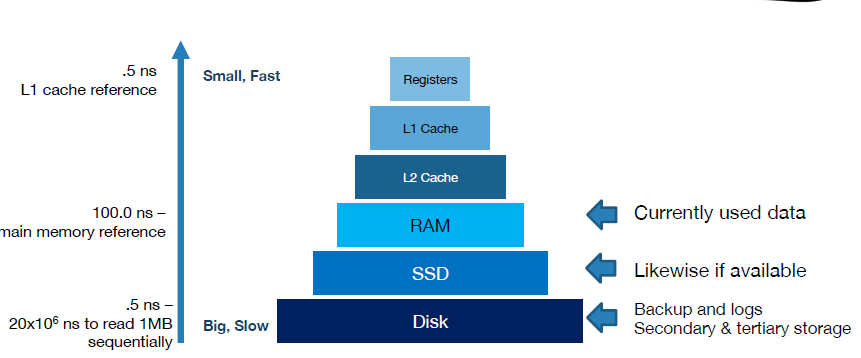 .5 ns
L1 cache reference
Small, Fast
Registers
L1 Cache
L2 Cache
100.0 ns –
main memory reference
RAM
Currently used data
SSD
Likewise if available
.5 ns –
20x10⁶ ns to read 1MB
sequentially
Big, Slow
Disk
Backup and logs
Secondary & tertiary storage